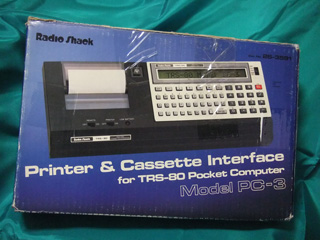 Radio Shack
Printer & Cassette Interface
for TRS-80 Pocket Computer
Model PC-3